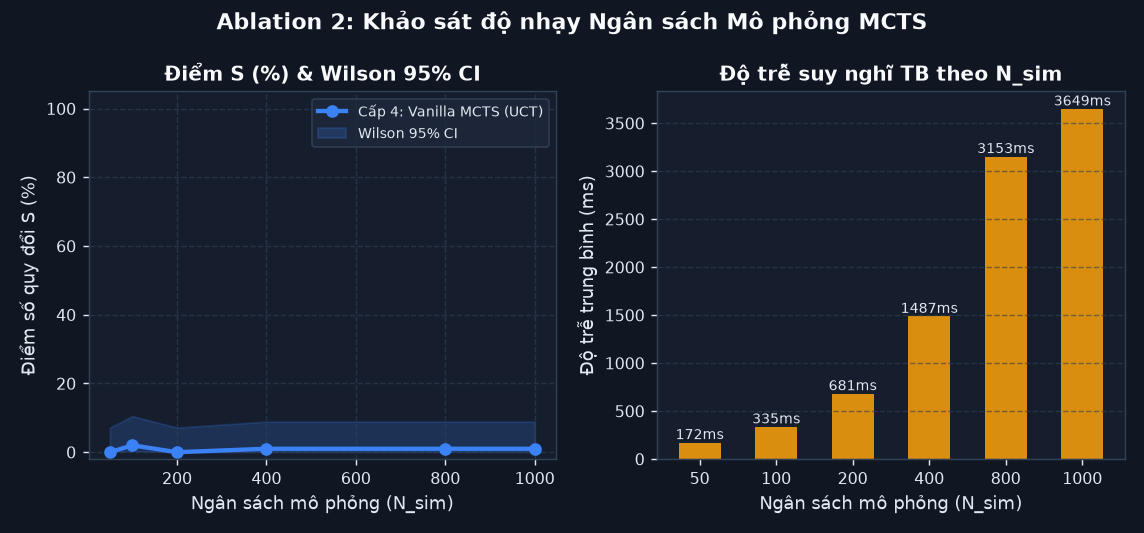 Ablation 2: Khảo sát độ nhạy Ngân sách Mô phỏng MCTS
Điểm S (%) & Wilson 95% CI
Điểm số quy đổi S (%)
100
80
60
40
20
0
Cấp 4: Vanilla MCTS (UCT)
Wilson 95% CI
200 400 600 800 1000
Ngân sách mô phỏng (N_sim)
Độ trễ suy nghĩ TB theo N_sim
Độ trễ trung bình (ms)
3500
3000
2500
2000
1500
1000
500
0
172ms
335ms
681ms
1487ms
3153ms
3649ms
50 100 200 400 800 1000
Ngân sách mô phỏng (N_sim)